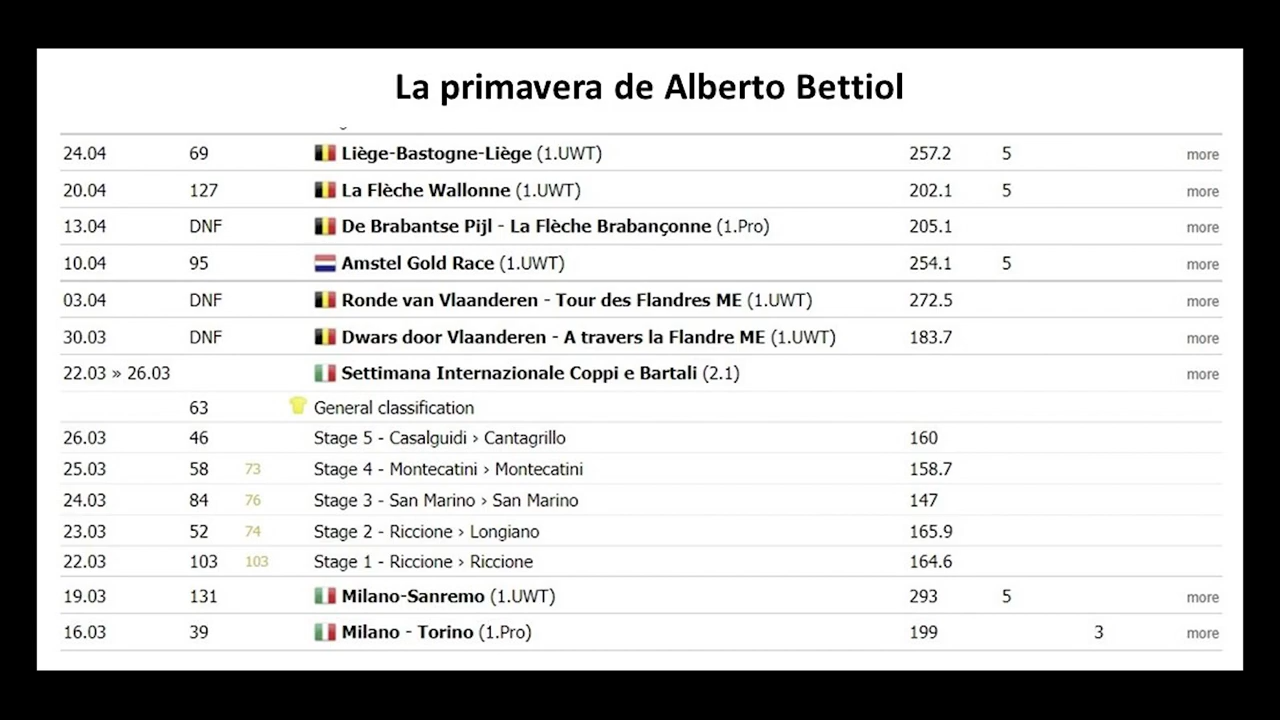 La primavera de Alberto Bettiol
24.04 69 Liège-Bastogne-Liège (1.UWT) 257.2 5 more
20.04 127 La Flèche Wallonne (1.UWT) 202.1 5 more
13.04 DNF De Brabantse Pijl - La Flèche Brabançonne (1.Pro) 205.1 more
10.04 95 Amstel Gold Race (1.UWT) 254.1 5 more
03.04 DNF Ronde van Vlaanderen - Tour des Flandres ME (1.UWT) 272.5 more
30.03 DNF Dwars door Vlaanderen - A travers la Flandre ME (1.UWT) 183.7 more
22.03 » 26.03 Settimana Internazionale Coppi e Bartali (2.1) more
63 General classification
26.03 46 Stage 5 - Casalguidi › Cantagrillo 160
25.03 58 73 Stage 4 - Montecatini › Montecatini 158.7
24.03 84 76 Stage 3 - San Marino › San Marino 147
23.03 52 74 Stage 2 - Riccione › Longiano 165.9
22.03 103 103 Stage 1 - Riccione › Riccione 164.6
19.03 131 Milano-Sanremo (1.UWT) 293 5 more
16.03 39 Milano - Torino (1.Pro) 199 3 more